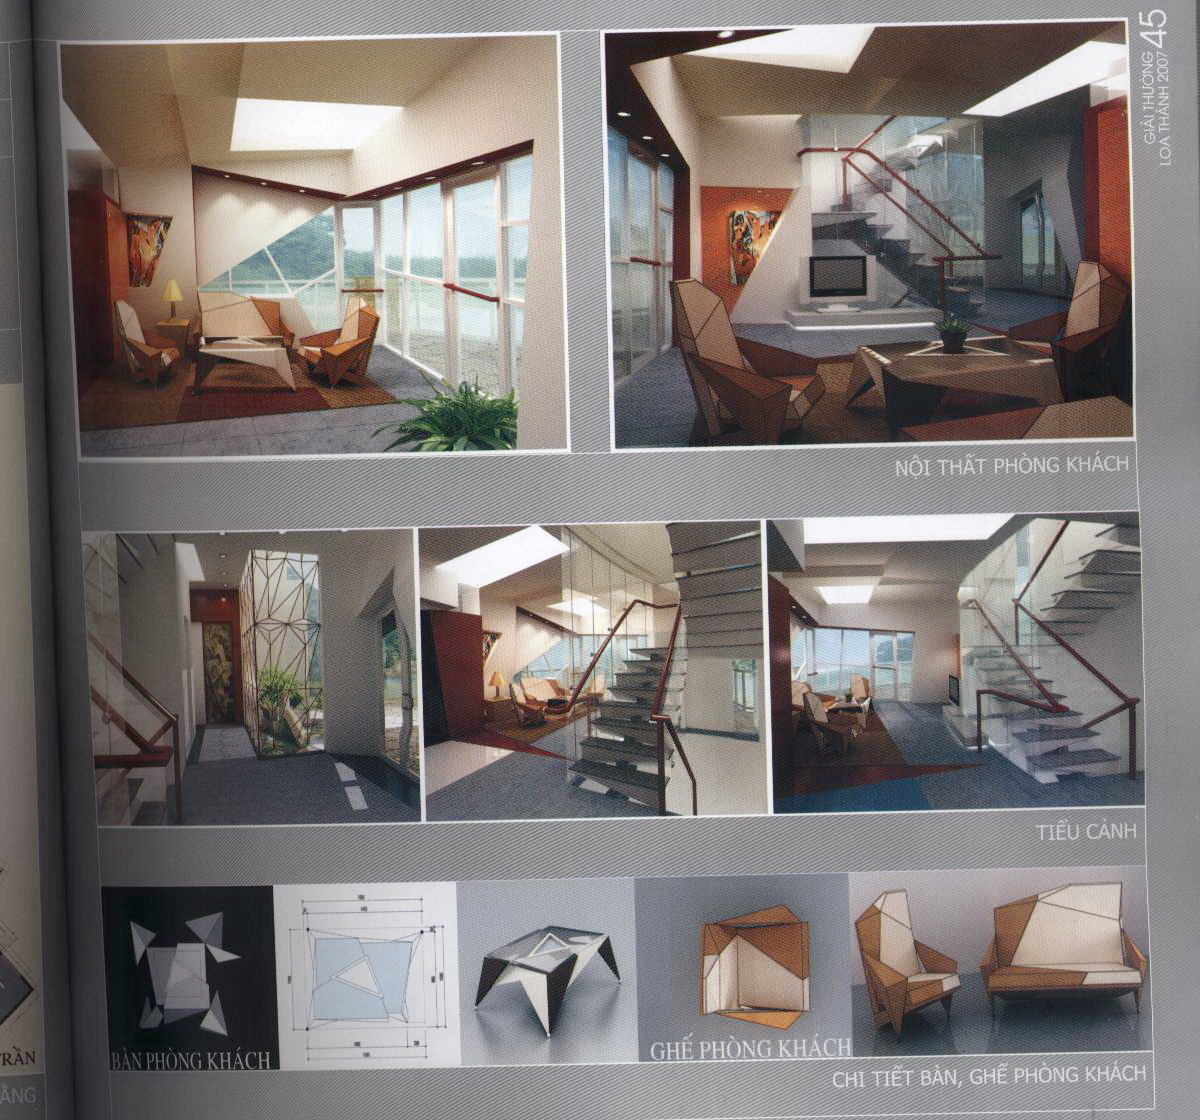 45
GIẢI THƯỞNG
LOA THÀNH 2007
NỘI THẤT PHÒNG KHÁCH
TIỂU CẢNH
BÀN PHÒNG KHÁCH
GHẾ PHÒNG KHÁCH
CHI TIẾT BÀN, GHẾ PHÒNG KHÁCH